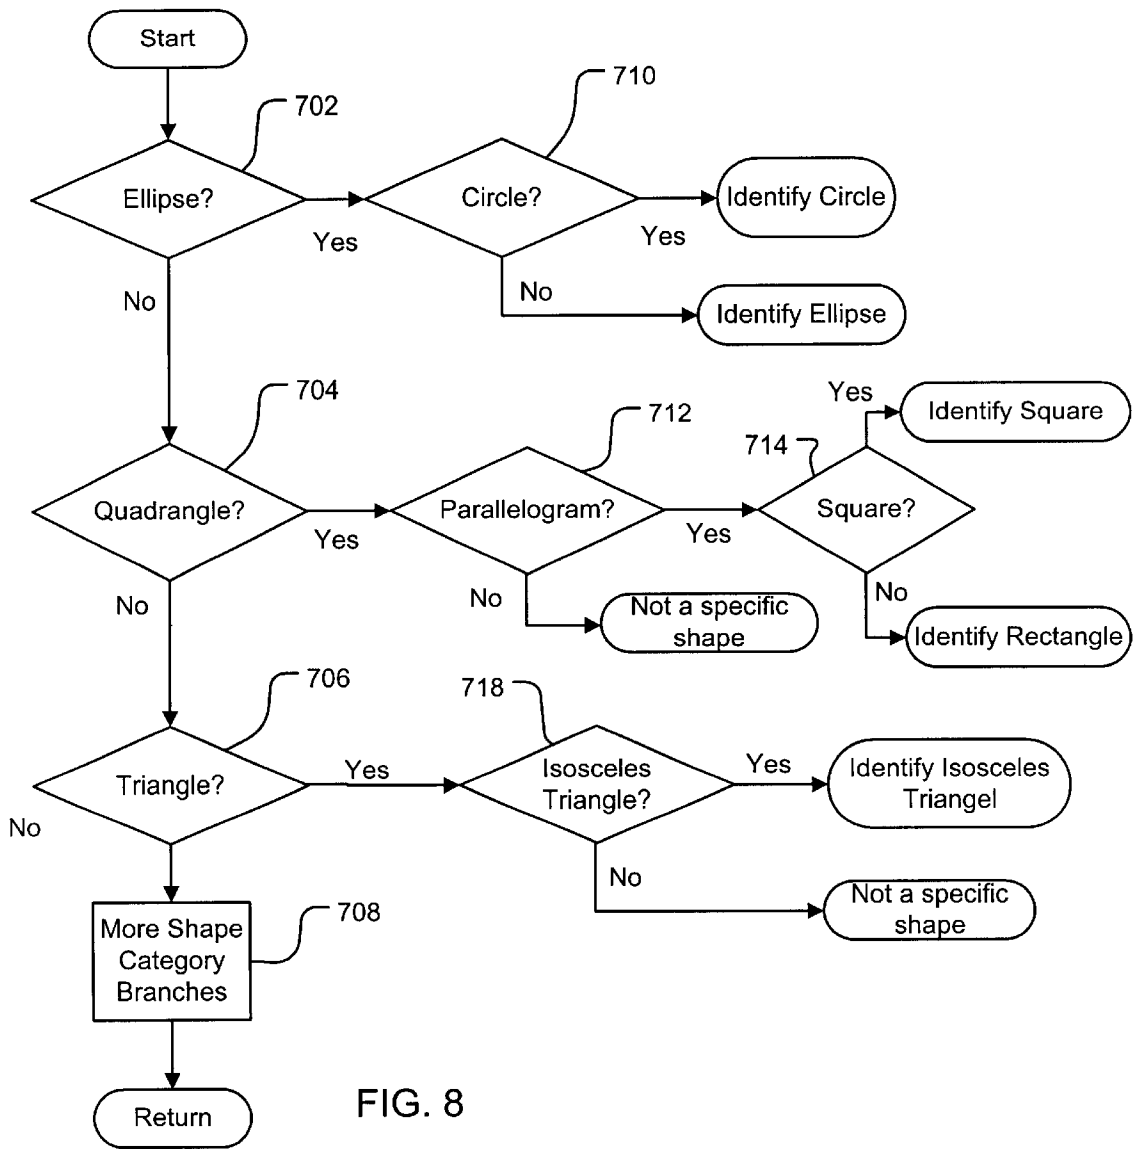 Start
702
710
Ellipse?
Circle?
Identify Circle
Yes
Yes
No
No
Identify Ellipse
704
712
714
Yes
Identify Square
Quadrangle?
Parallelogram?
Square?
Yes
Yes
No
No
No
Not a specific
shape
Identify Rectangle
706
718
Triangle?
Yes
Isosceles
Triangle?
Yes
Identify Isosceles
Triangel
No
No
Not a specific
shape
708
More Shape
Category
Branches
Return
FIG. 8